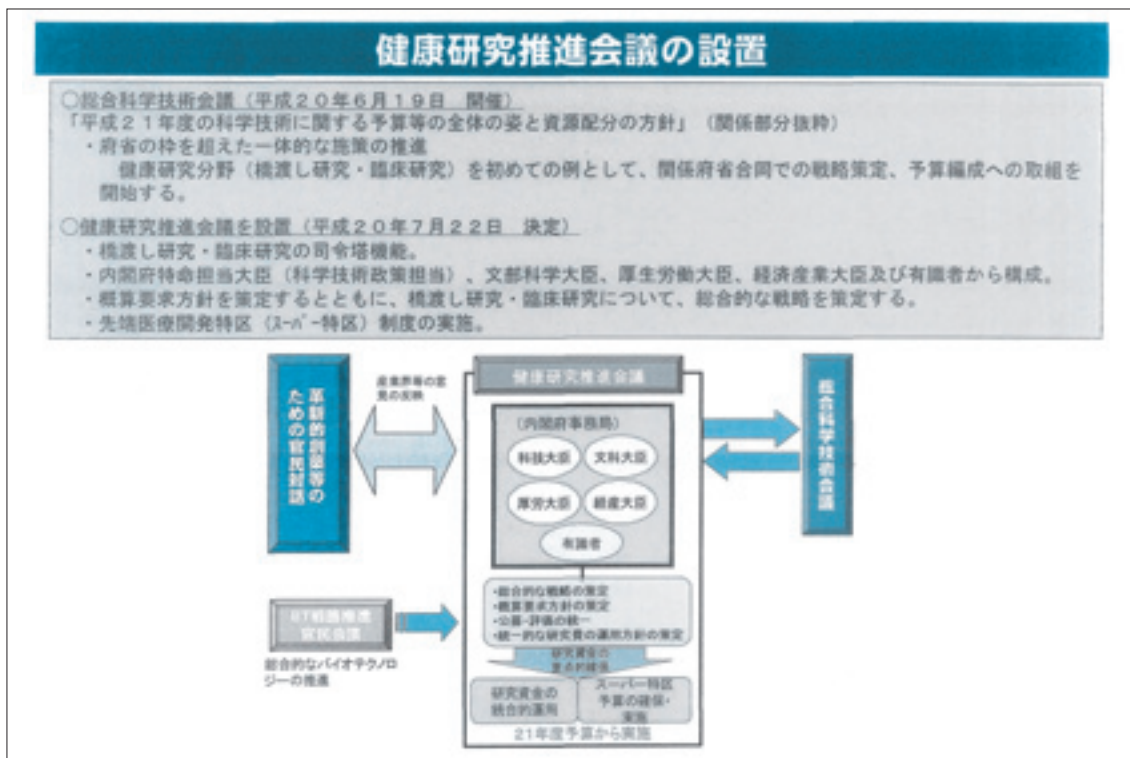 健康研究推進会議の設置
○総合科学技術会議（平成２０年６月１９日　開催）
「平成２１年度の科学技術に関する予算等の全体の姿と資源配分の方針」（関係部分抜粋）
・府省の枠を超えた一体的な施策の推進
健康研究分野（橋渡し研究・臨床研究）を初めての例として、関係府省合同での戦略策定、予算編成への取組を
開始する。
○健康研究推進会議を設置（平成２０年７月２２日　決定）
・橋渡し研究・臨床研究の司令塔機能。
・内閣府特命担当大臣（科学技術政策担当）、文部科学大臣、厚生労働大臣、経済産業大臣及び有識者から構成。
・概算要求方針を策定するとともに、橋渡し研究・臨床研究について、総合的な戦略を策定する。
・先端医療開発特区（ｽｰﾊﾟｰ特区）制度の実施。
革新的創薬等の
ための官民対話
産業界等の意
見の反映
健康研究推進会議
（内閣府事務局）
科技大臣
文科大臣
厚労大臣
経産大臣
有識者
総合科学技術会議
・総合的な戦略の策定
・概算要求方針の策定
・公募・評価の統一
・統一的な研究費の運用方針の策定
BT戦略推進
官民会議
総合的なバイオテクノロ
ジーの推進
研究資金の
重点的確保
研究資金の
統合的運用
スーパー特区
予算の確保・
実施
21年度予算から実施